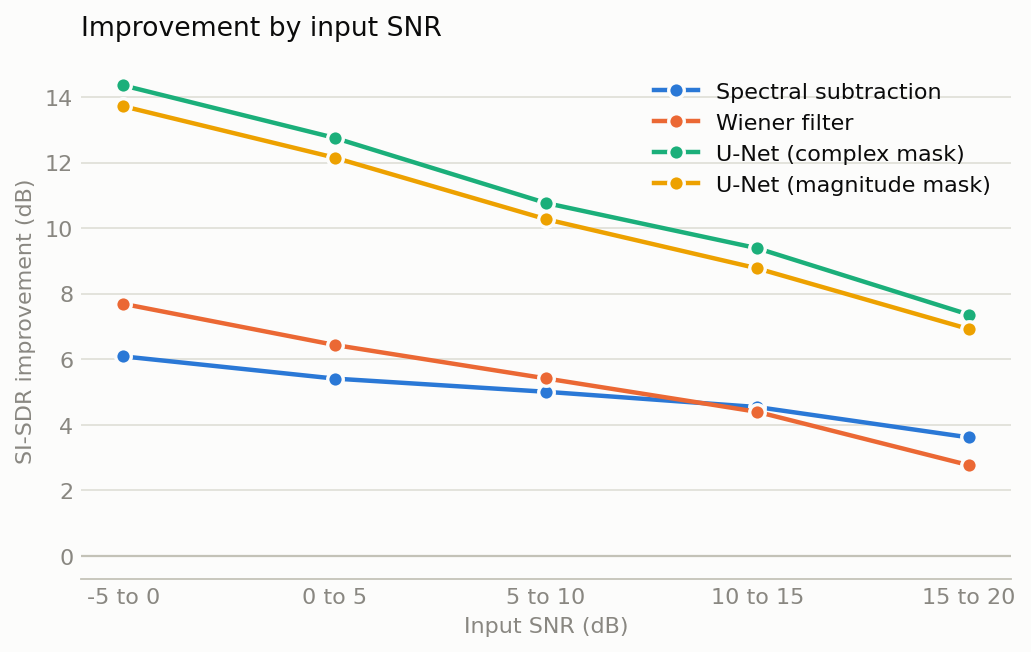 Improvement by input SNR
Spectral subtraction
Wiener filter
U-Net (complex mask)
U-Net (magnitude mask)
SI-SDR improvement (dB)
14
12
10
8
6
4
2
0
-5 to 0
0 to 5
5 to 10
10 to 15
15 to 20
Input SNR (dB)